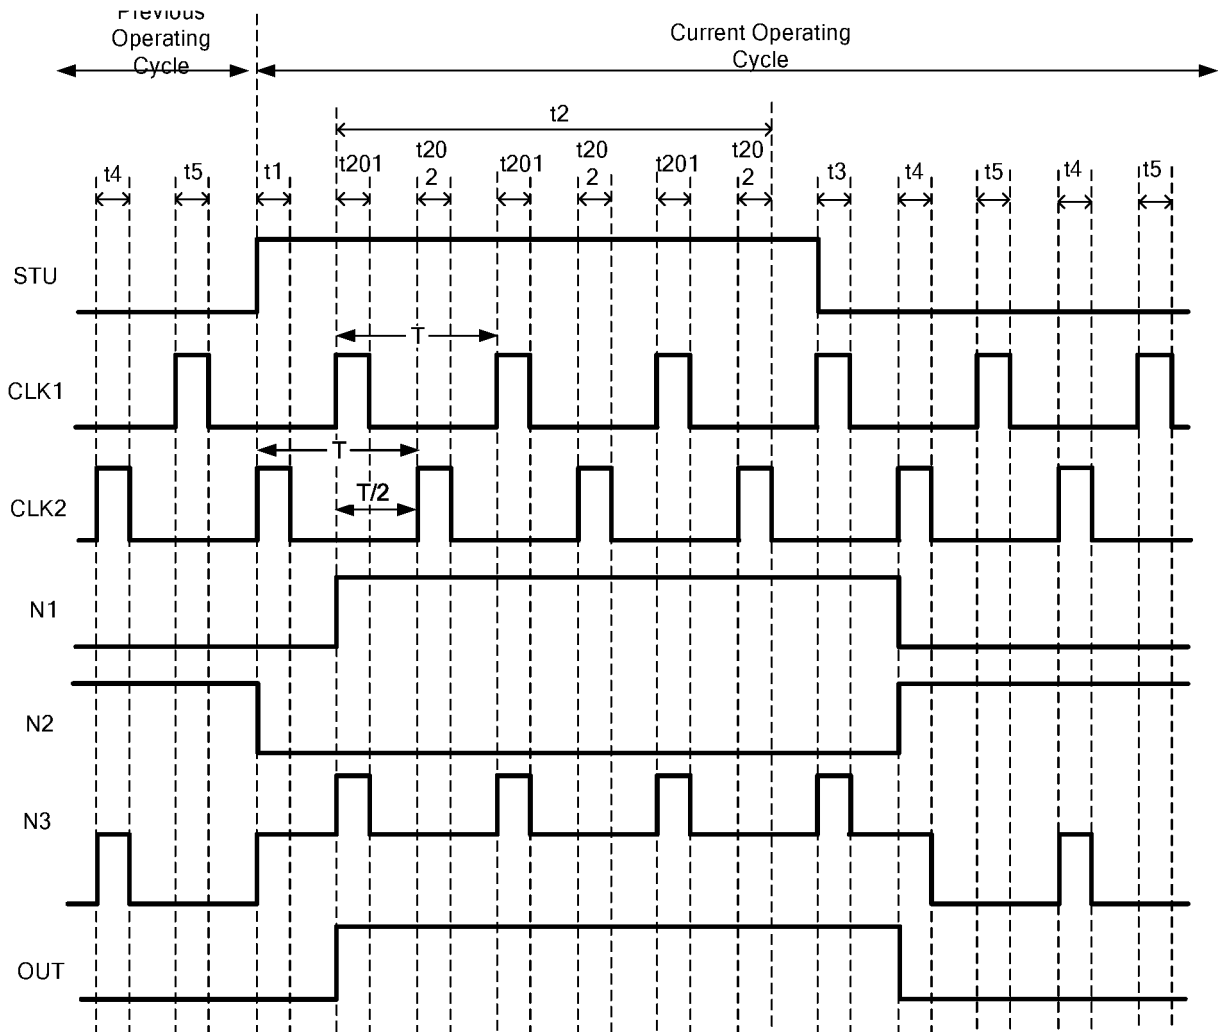 Previous
Operating
Cycle
Current Operating
Cycle
t2
t4
t5
t1
t201
t20
2
t201
t20
2
t201
t20
2
t3
t4
t5
t4
t5
STU
T
CLK1
T
CLK2
T/2
N1
N2
N3
OUT